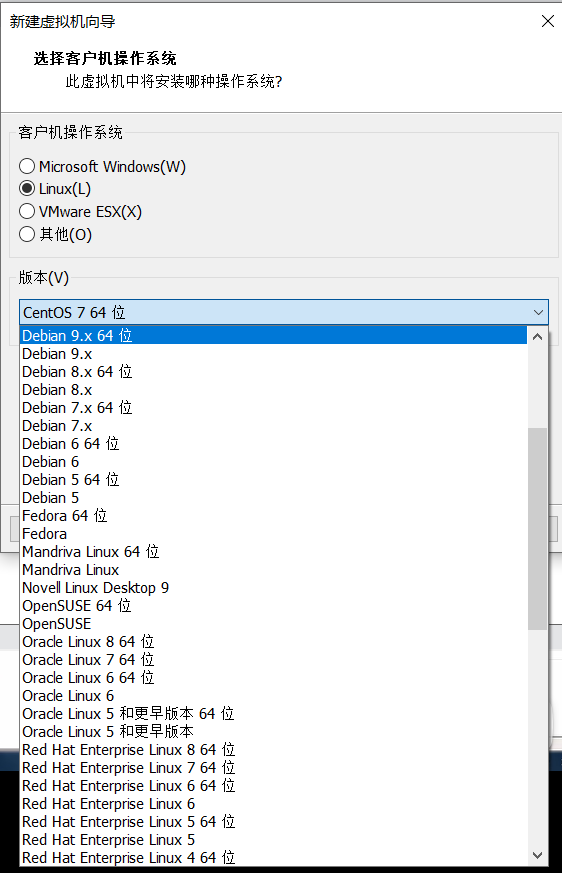 新建虚拟机向导
选择客户机操作系统
此虚拟机中将安装哪种操作系统?
客户机操作系统
Microsoft Windows(W)
Linux(L)
VMware ESX(X)
其他(O)
版本(V)
CentOS 7 64 位
Debian 9.x 64 位
Debian 9.x
Debian 8.x 64 位
Debian 8.x
Debian 7.x 64 位
Debian 7.x
Debian 6 64 位
Debian 6
Debian 5 64 位
Debian 5
Fedora 64 位
Fedora
Mandriva Linux 64 位
Mandriva Linux
Novell Linux Desktop 9
OpenSUSE 64 位
OpenSUSE
Oracle Linux 8 64 位
Oracle Linux 7 64 位
Oracle Linux 6 64 位
Oracle Linux 6
Oracle Linux 5 和更早版本 64 位
Oracle Linux 5 和更早版本
Red Hat Enterprise Linux 8 64 位
Red Hat Enterprise Linux 7 64 位
Red Hat Enterprise Linux 6 64 位
Red Hat Enterprise Linux 6
Red Hat Enterprise Linux 5 64 位
Red Hat Enterprise Linux 5
Red Hat Enterprise Linux 4 64 位